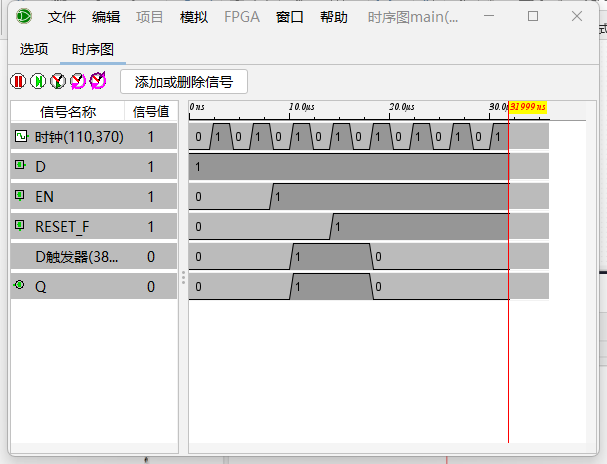 文件 编辑 项目 模拟 FPGA 窗口 帮助 时序图main(...
选项 时序图
添加或删除信号
信号名称 信号值 0ns 10.0μs 20.0μs 30.0 31999ns
时钟(110,370) 1 0 1 0 1 0 1 0 1 0 1 0 1 0 1 0 1
D 1 1
EN 1 0 1
RESET_F 1 0 1
D触发器(38... 0 0 1 0
Q 0 0 1 0